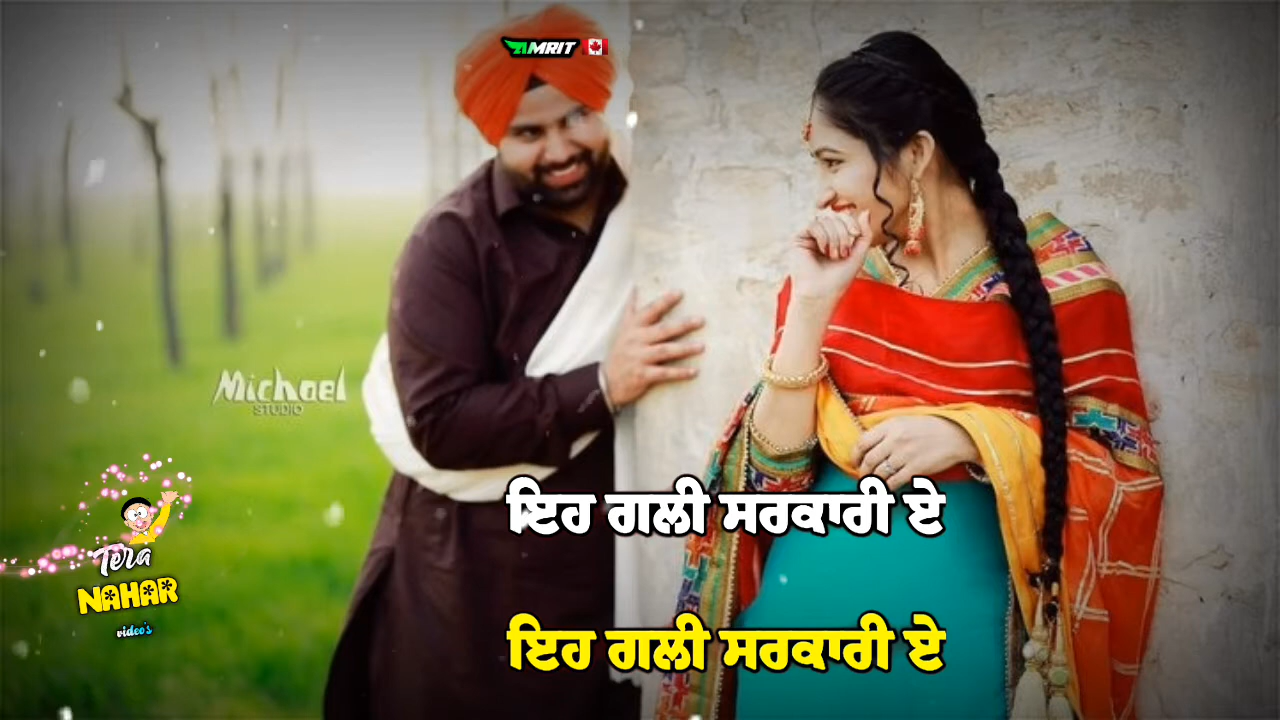 AMRIT
Michael
STUDIO
ਇਹ ਗਲੀ ਸਰਕਾਰੀ ਏ
Tera
NAHAR
video's
ਇਹ ਗਲੀ ਸਰਕਾਰੀ ਏ